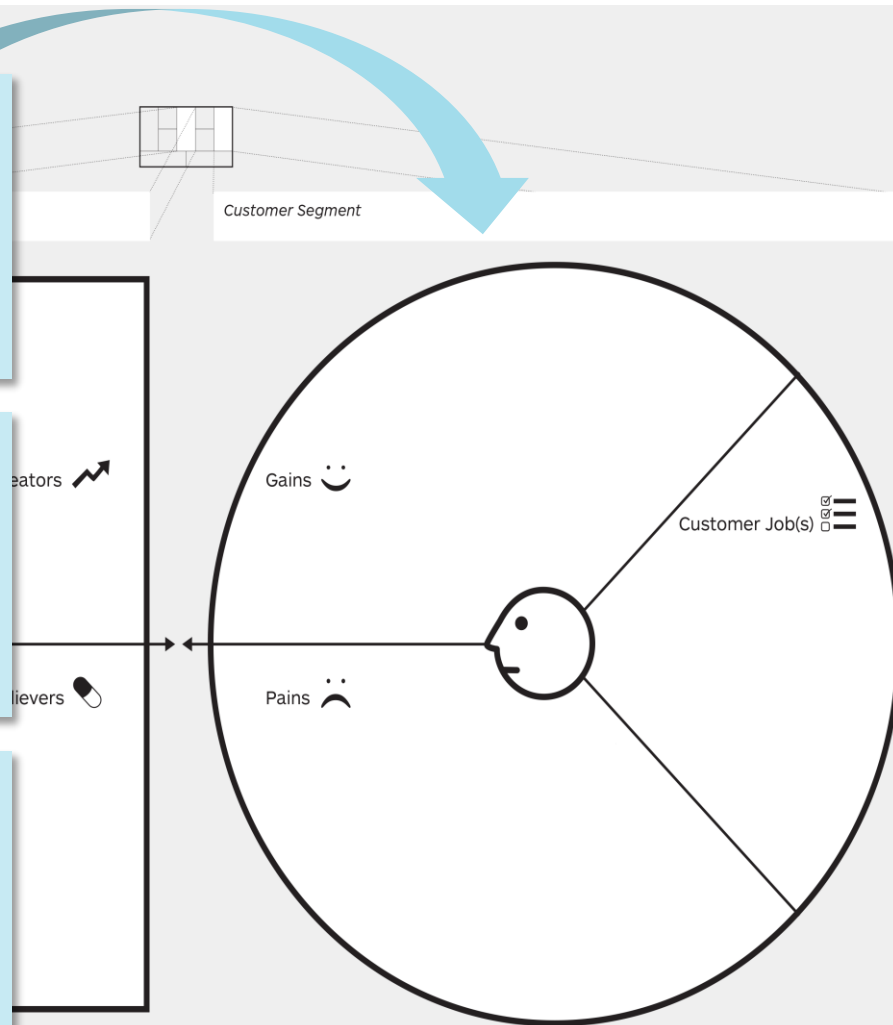 Customer Segment
eators
Gains
Customer Job(s)
lievers
Pains